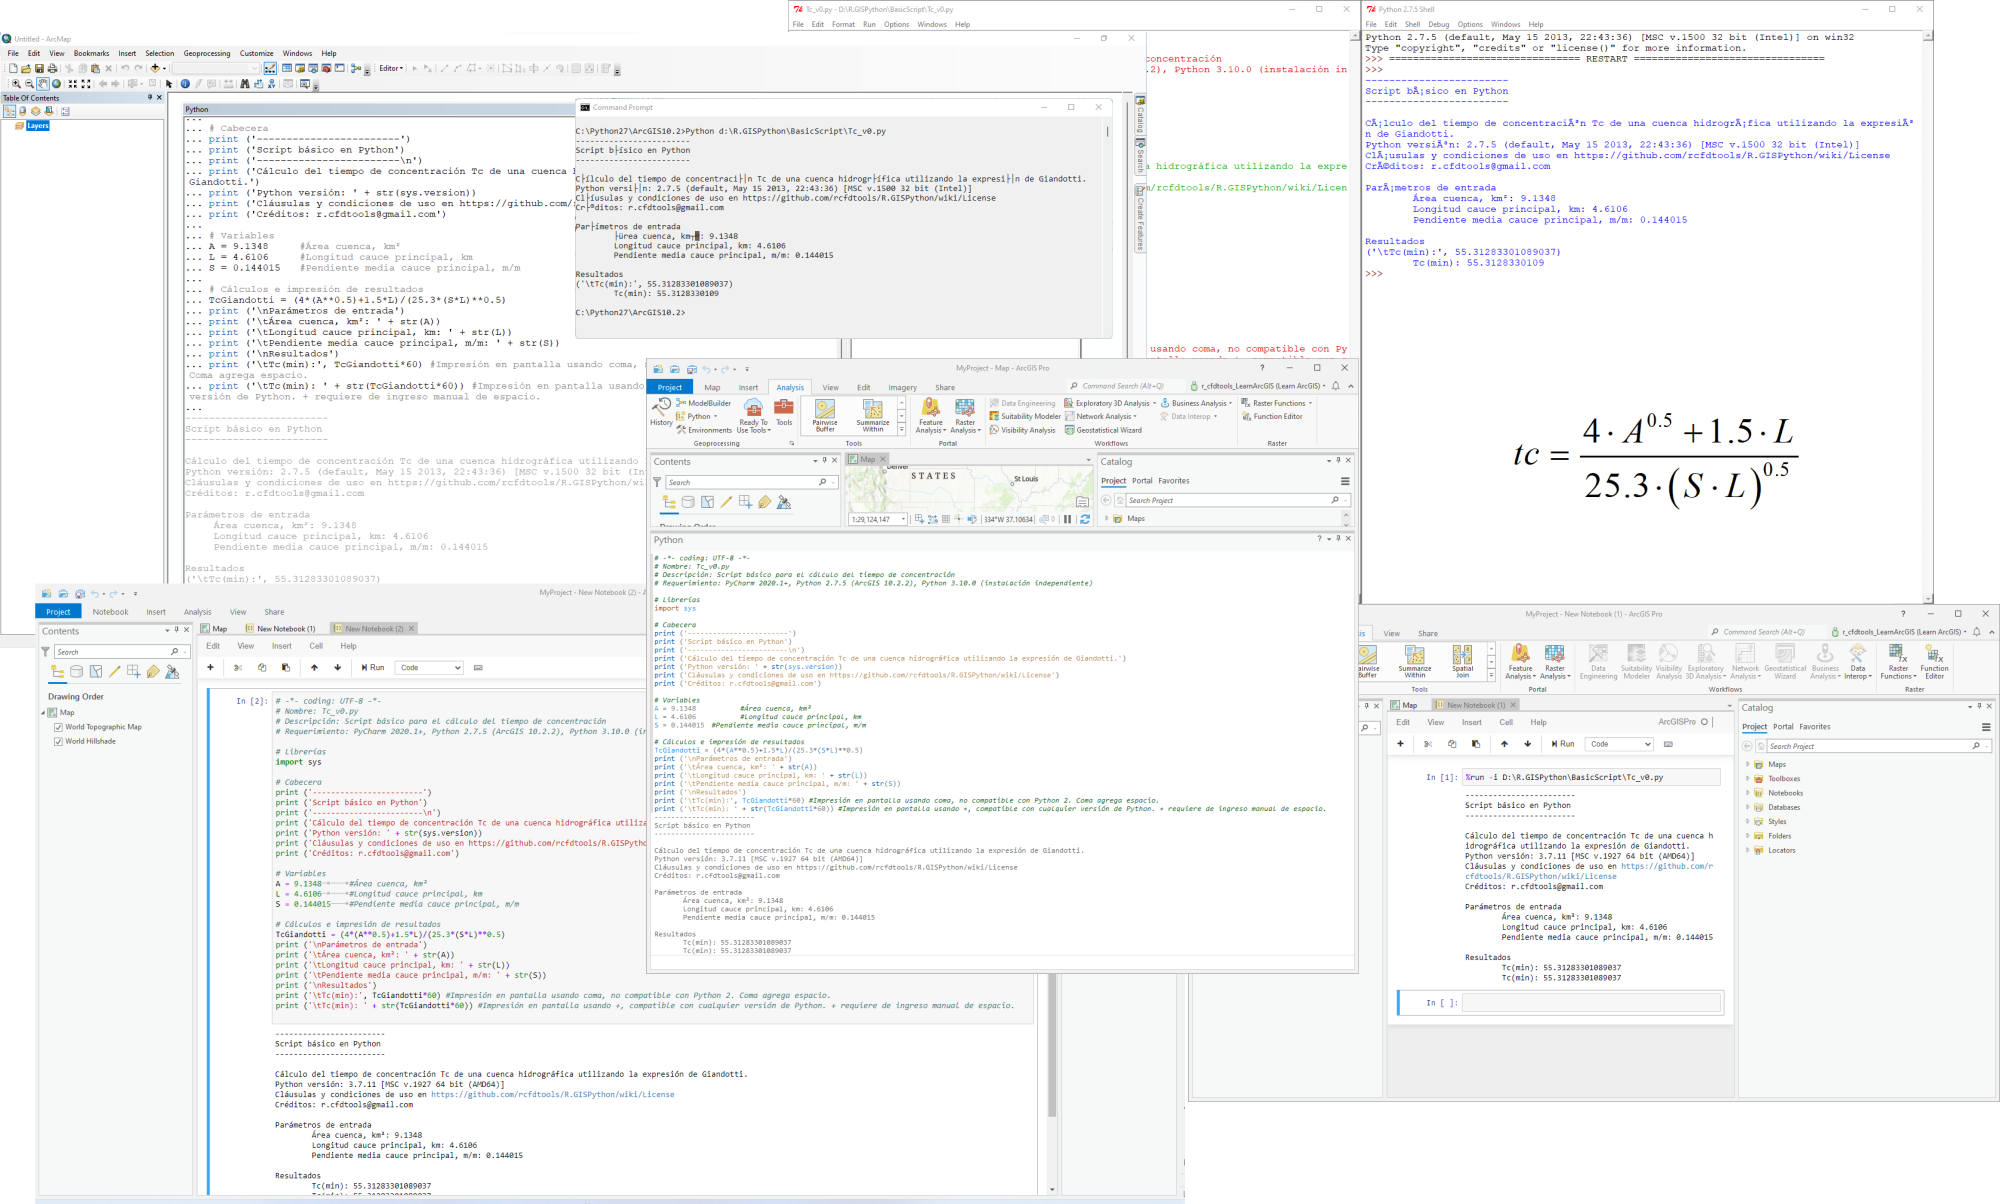 Tc_v0.py - D:\R.GISPython\BasicScript\Tc_v0.py
File Edit Format Run Options Windows Help
oncentración
.2), Python 3.10.0 (instalación in
a hidrográfica utilizando la expre
m/rcfdtools/R.GISPython/wiki/Licen
usando coma, no compatible con Py
Python 2.7.5 Shell
File Edit Shell Debug Options Windows Help
Python 2.7.5 (default, May 15 2013, 22:43:36) [MSC v.1500 32 bit (Intel)] on win32
Type "copyright", "credits" or "license()" for more information.
>>> ================================ RESTART ================================
>>>
------------------------
Script bÃ¡sico en Python
------------------------
CÃ¡lculo del tiempo de concentraciÃ³n Tc de una cuenca hidrogrÃ¡fica utilizando la expresiÃ³
n de Giandotti.
Python versiÃ³n: 2.7.5 (default, May 15 2013, 22:43:36) [MSC v.1500 32 bit (Intel)]
ClÃ¡usulas y condiciones de uso en https://github.com/rcfdtools/R.GISPython/wiki/License
CrÃ©ditos: r.cfdtools@gmail.com
ParÃ¡metros de entrada
Área cuenca, km²: 9.1348
Longitud cauce principal, km: 4.6106
Pendiente media cauce principal, m/m: 0.144015
Resultados
('\tTc(min):', 55.31283301089037)
Tc(min): 55.3128330109
>>>
Untitled - ArcMap
File Edit View Bookmarks Insert Selection Geoprocessing Customize Windows Help
Editor
Table Of Contents
Layers
Catalog
Search
Create Features
Python
...
... # Cabecera
... print ('------------------------')
... print ('Script básico en Python')
... print ('------------------------\n')
... print ('Cálculo del tiempo de concentración Tc de una cuenca
Giandotti.')
... print ('Python versión: ' + str(sys.version))
... print ('Cláusulas y condiciones de uso en https://github.com/
... print ('Créditos: r.cfdtools@gmail.com')
...
... # Variables
... A = 9.1348 #Área cuenca, km²
... L = 4.6106 #Longitud cauce principal, km
... S = 0.144015 #Pendiente media cauce principal, m/m
...
... # Cálculos e impresión de resultados
... TcGiandotti = (4*(A**0.5)+1.5*L)/(25.3*(S*L)**0.5)
... print ('\nParámetros de entrada')
... print ('\tÁrea cuenca, km²: ' + str(A))
... print ('\tLongitud cauce principal, km: ' + str(L))
... print ('\tPendiente media cauce principal, m/m: ' + str(S))
... print ('\nResultados')
... print ('\tTc(min):', TcGiandotti*60) #Impresión en pantalla usando coma,
Coma agrega espacio.
... print ('\tTc(min): ' + str(TcGiandotti*60)) #Impresión en pantalla usando
versión de Python. + requiere de ingreso manual de espacio.
...
------------------------
Script básico en Python
------------------------
Cálculo del tiempo de concentración Tc de una cuenca hidrográfica utilizando
Python versión: 2.7.5 (default, May 15 2013, 22:43:36) [MSC v.1500 32 bit (In
Cláusulas y condiciones de uso en https://github.com/rcfdtools/R.GISPython/wi
Créditos: r.cfdtools@gmail.com
Parámetros de entrada
Área cuenca, km²: 9.1348
Longitud cauce principal, km: 4.6106
Pendiente media cauce principal, m/m: 0.144015
Resultados
('\tTc(min):', 55.31283301089037)
Command Prompt
C:\Python27\ArcGIS10.2>Python d:\R.GISPython\BasicScript\Tc_v0.py
------------------------
Script b├ísico en Python
------------------------
C├ílculo del tiempo de concentraci├│n Tc de una cuenca hidrogr├ífica utilizando la expresi├│n de Giandotti.
Python versi├│n: 2.7.5 (default, May 15 2013, 22:43:36) [MSC v.1500 32 bit (Intel)]
Cl├íusulas y condiciones de uso en https://github.com/rcfdtools/R.GISPython/wiki/License
Cr├®ditos: r.cfdtools@gmail.com
Par├ímetros de entrada
├ürea cuenca, km┬▓: 9.1348
Longitud cauce principal, km: 4.6106
Pendiente media cauce principal, m/m: 0.144015
Resultados
('\tTc(min):', 55.31283301089037)
Tc(min): 55.3128330109
C:\Python27\ArcGIS10.2>
tc = (4 · A^0.5 + 1.5 · L) / (25.3 · (S · L)^0.5)
MyProject - Map - ArcGIS Pro
Project Map Insert Analysis View Edit Imagery Share
Command Search (Alt+Q)
r_cfdtools_LearnArcGIS (Learn ArcGIS)
History ModelBuilder Python Environments Ready To Use Tools Tools
Pairwise Buffer Summarize Within Feature Analysis Raster Analysis
Data Engineering Exploratory 3D Analysis Business Analysis Raster Functions
Suitability Modeler Network Analysis Data Interop Function Editor
Visibility Analysis Geostatistical Wizard
Geoprocessing Tools Portal Workflows Raster
Contents
Search
Drawing Order
Map
Denver
STATES
St Louis
1:29,124,147
334°W 37.10634
Catalog
Project Portal Favorites
Search Project
Maps
Python
# -*- coding: UTF-8 -*-
# Nombre: Tc_v0.py
# Descripción: Script básico para el cálculo del tiempo de concentración
# Requerimiento: PyCharm 2020.1+, Python 2.7.5 (ArcGIS 10.2.2), Python 3.10.0 (instalación independiente)
# Librerías
import sys
# Cabecera
print ('------------------------')
print ('Script básico en Python')
print ('------------------------\n')
print ('Cálculo del tiempo de concentración Tc de una cuenca hidrográfica utilizando la expresión de Giandotti.')
print ('Python versión: ' + str(sys.version))
print ('Cláusulas y condiciones de uso en https://github.com/rcfdtools/R.GISPython/wiki/License')
print ('Créditos: r.cfdtools@gmail.com')
# Variables
A = 9.1348 #Área cuenca, km²
L = 4.6106 #Longitud cauce principal, km
S = 0.144015 #Pendiente media cauce principal, m/m
# Cálculos e impresión de resultados
TcGiandotti = (4*(A**0.5)+1.5*L)/(25.3*(S*L)**0.5)
print ('\nParámetros de entrada')
print ('\tÁrea cuenca, km²: ' + str(A))
print ('\tLongitud cauce principal, km: ' + str(L))
print ('\tPendiente media cauce principal, m/m: ' + str(S))
print ('\nResultados')
print ('\tTc(min):', TcGiandotti*60) #Impresión en pantalla usando coma, no compatible con Python 2. Coma agrega espacio.
print ('\tTc(min): ' + str(TcGiandotti*60)) #Impresión en pantalla usando +, compatible con cualquier versión de Python. + requiere de ingreso manual de espacio.
------------------------
Script básico en Python
------------------------
Cálculo del tiempo de concentración Tc de una cuenca hidrográfica utilizando la expresión de Giandotti.
Python versión: 3.7.11 [MSC v.1927 64 bit (AMD64)]
Cláusulas y condiciones de uso en https://github.com/rcfdtools/R.GISPython/wiki/License
Créditos: r.cfdtools@gmail.com
Parámetros de entrada
Área cuenca, km²: 9.1348
Longitud cauce principal, km: 4.6106
Pendiente media cauce principal, m/m: 0.144015
Resultados
Tc(min): 55.31283301089037
Tc(min): 55.31283301089037
MyProject - New Notebook (2) - A
Project Notebook Insert Analysis View Share
Contents
Search
Drawing Order
Map
World Topographic Map
World Hillshade
Map New Notebook (1) New Notebook (2)
Edit View Insert Cell Help
Run Code
In [2]:
# -*- coding: UTF-8 -*-
# Nombre: Tc_v0.py
# Descripción: Script básico para el cálculo del tiempo de concentración
# Requerimiento: PyCharm 2020.1+, Python 2.7.5 (ArcGIS 10.2.2), Python 3.10.0 (i
# Librerías
import sys
# Cabecera
print ('------------------------')
print ('Script básico en Python')
print ('------------------------\n')
print ('Cálculo del tiempo de concentración Tc de una cuenca hidrográfica utiliza
print ('Python versión: ' + str(sys.version))
print ('Cláusulas y condiciones de uso en https://github.com/rcfdtools/R.GISPyth
print ('Créditos: r.cfdtools@gmail.com')
# Variables
A = 9.1348 #Área cuenca, km²
L = 4.6106 #Longitud cauce principal, km
S = 0.144015 #Pendiente media cauce principal, m/m
# Cálculos e impresión de resultados
TcGiandotti = (4*(A**0.5)+1.5*L)/(25.3*(S*L)**0.5)
print ('\nParámetros de entrada')
print ('\tÁrea cuenca, km²: ' + str(A))
print ('\tLongitud cauce principal, km: ' + str(L))
print ('\tPendiente media cauce principal, m/m: ' + str(S))
print ('\nResultados')
print ('\tTc(min):', TcGiandotti*60) #Impresión en pantalla usando coma, no compatible con Python 2. Coma agrega espacio.
print ('\tTc(min): ' + str(TcGiandotti*60)) #Impresión en pantalla usando +, compatible con cualquier versión de Python. + requiere de ingreso manual de espacio.
------------------------
Script básico en Python
------------------------
Cálculo del tiempo de concentración Tc de una cuenca hidrográfica utilizando la expresión de Giandotti.
Python versión: 3.7.11 [MSC v.1927 64 bit (AMD64)]
Cláusulas y condiciones de uso en https://github.com/rcfdtools/R.GISPython/wiki/License
Créditos: r.cfdtools@gmail.com
Parámetros de entrada
Área cuenca, km²: 9.1348
Longitud cauce principal, km: 4.6106
Pendiente media cauce principal, m/m: 0.144015
Resultados
Tc(min): 55.31283301089037
MyProject - New Notebook (1) - ArcGIS Pro
is View Share
Command Search (Alt+Q)
r_cfdtools_LearnArcGIS (Learn ArcGIS)
airwise Buffer Summarize Within Spatial Join Feature Analysis Raster Analysis Data Engineering Suitability Modeler Visibility Analysis Exploratory 3D Analysis Network Analysis Geostatistical Wizard Business Analysis Data Interop Raster Functions Function Editor
Tools Portal Workflows Raster
Map New Notebook (1)
Edit View Insert Cell Help
ArcGISPro
Run Code
In [1]: %run -i D:\R.GISPython\BasicScript\Tc_v0.py
------------------------
Script básico en Python
------------------------
Cálculo del tiempo de concentración Tc de una cuenca h
idrográfica utilizando la expresión de Giandotti.
Python versión: 3.7.11 [MSC v.1927 64 bit (AMD64)]
Cláusulas y condiciones de uso en https://github.com/r
cfdtools/R.GISPython/wiki/License
Créditos: r.cfdtools@gmail.com
Parámetros de entrada
Área cuenca, km²: 9.1348
Longitud cauce principal, km: 4.6106
Pendiente media cauce principal, m/m: 0.144015
Resultados
Tc(min): 55.31283301089037
Tc(min): 55.31283301089037
In [ ]:
Catalog
Project Portal Favorites
Search Project
Maps
Toolboxes
Notebooks
Databases
Styles
Folders
Locators